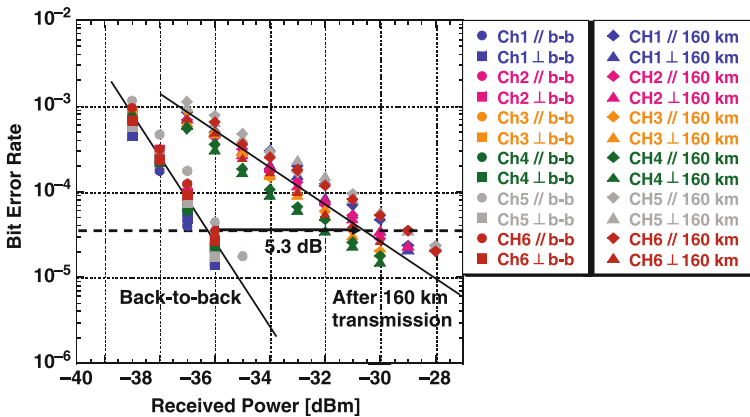 10⁻²
10⁻³
10⁻⁴
10⁻⁵
10⁻⁶
Bit Error Rate
5.3 dB
Back-to-back
After 160 km
transmission
−40
−38
−36
−34
−32
−30
−28
Received Power [dBm]
Ch1 // b-b
Ch1 ⊥ b-b
Ch2 // b-b
Ch2 ⊥ b-b
Ch3 // b-b
Ch3 ⊥ b-b
Ch4 // b-b
Ch4 ⊥ b-b
Ch5 // b-b
Ch5 ⊥ b-b
CH6 // b-b
Ch6 ⊥ b-b
CH1 // 160 km
CH1 ⊥ 160 km
CH2 // 160 km
CH2 ⊥ 160 km
CH3 // 160 km
CH3 ⊥ 160 km
CH4 // 160 km
CH4 ⊥ 160 km
CH5 // 160 km
CH5 ⊥ 160 km
CH6 // 160 km
CH6 ⊥ 160 km